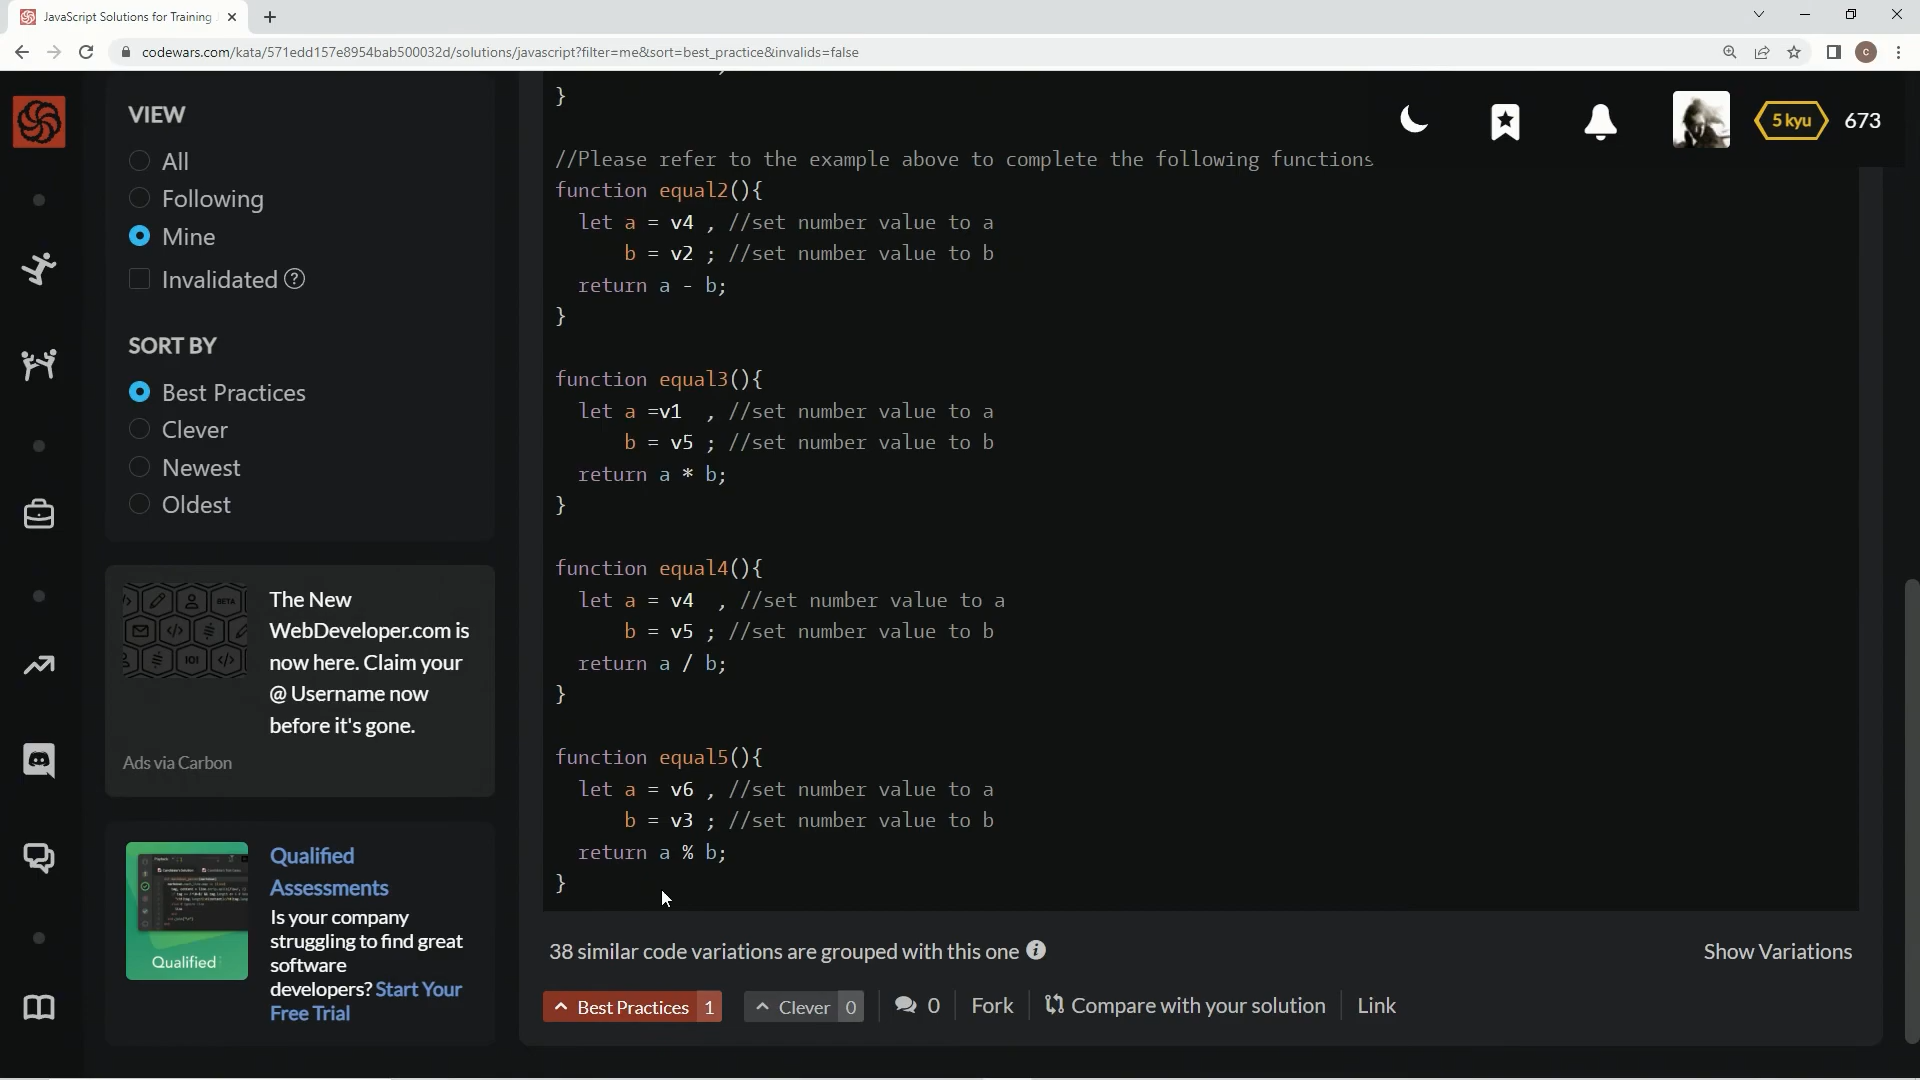 JavaScript Solutions for Training
codewars.com/kata/571edd157e8954bab500032d/solutions/javascript?filter=me&sort=best_practice&invalids=false
c
5 kyu
673
VIEW
All
Following
Mine
Invalidated ?
SORT BY
Best Practices
Clever
Newest
Oldest
BETA
The New
WebDeveloper.com is
now here. Claim your
@ Username now
before it's gone.
Ads via Carbon
Qualified
Qualified
Assessments
Is your company
struggling to find great
software
developers? Start Your
Free Trial
}
//Please refer to the example above to complete the following functions
function equal2(){
let a = v4 , //set number value to a
b = v2 ; //set number value to b
return a - b;
}
function equal3(){
let a =v1  , //set number value to a
b = v5 ; //set number value to b
return a * b;
}
function equal4(){
let a = v4  , //set number value to a
b = v5 ; //set number value to b
return a / b;
}
function equal5(){
let a = v6 , //set number value to a
b = v3 ; //set number value to b
return a % b;
}
38 similar code variations are grouped with this one
Show Variations
Best Practices 1
Clever 0
0
Fork
Compare with your solution
Link